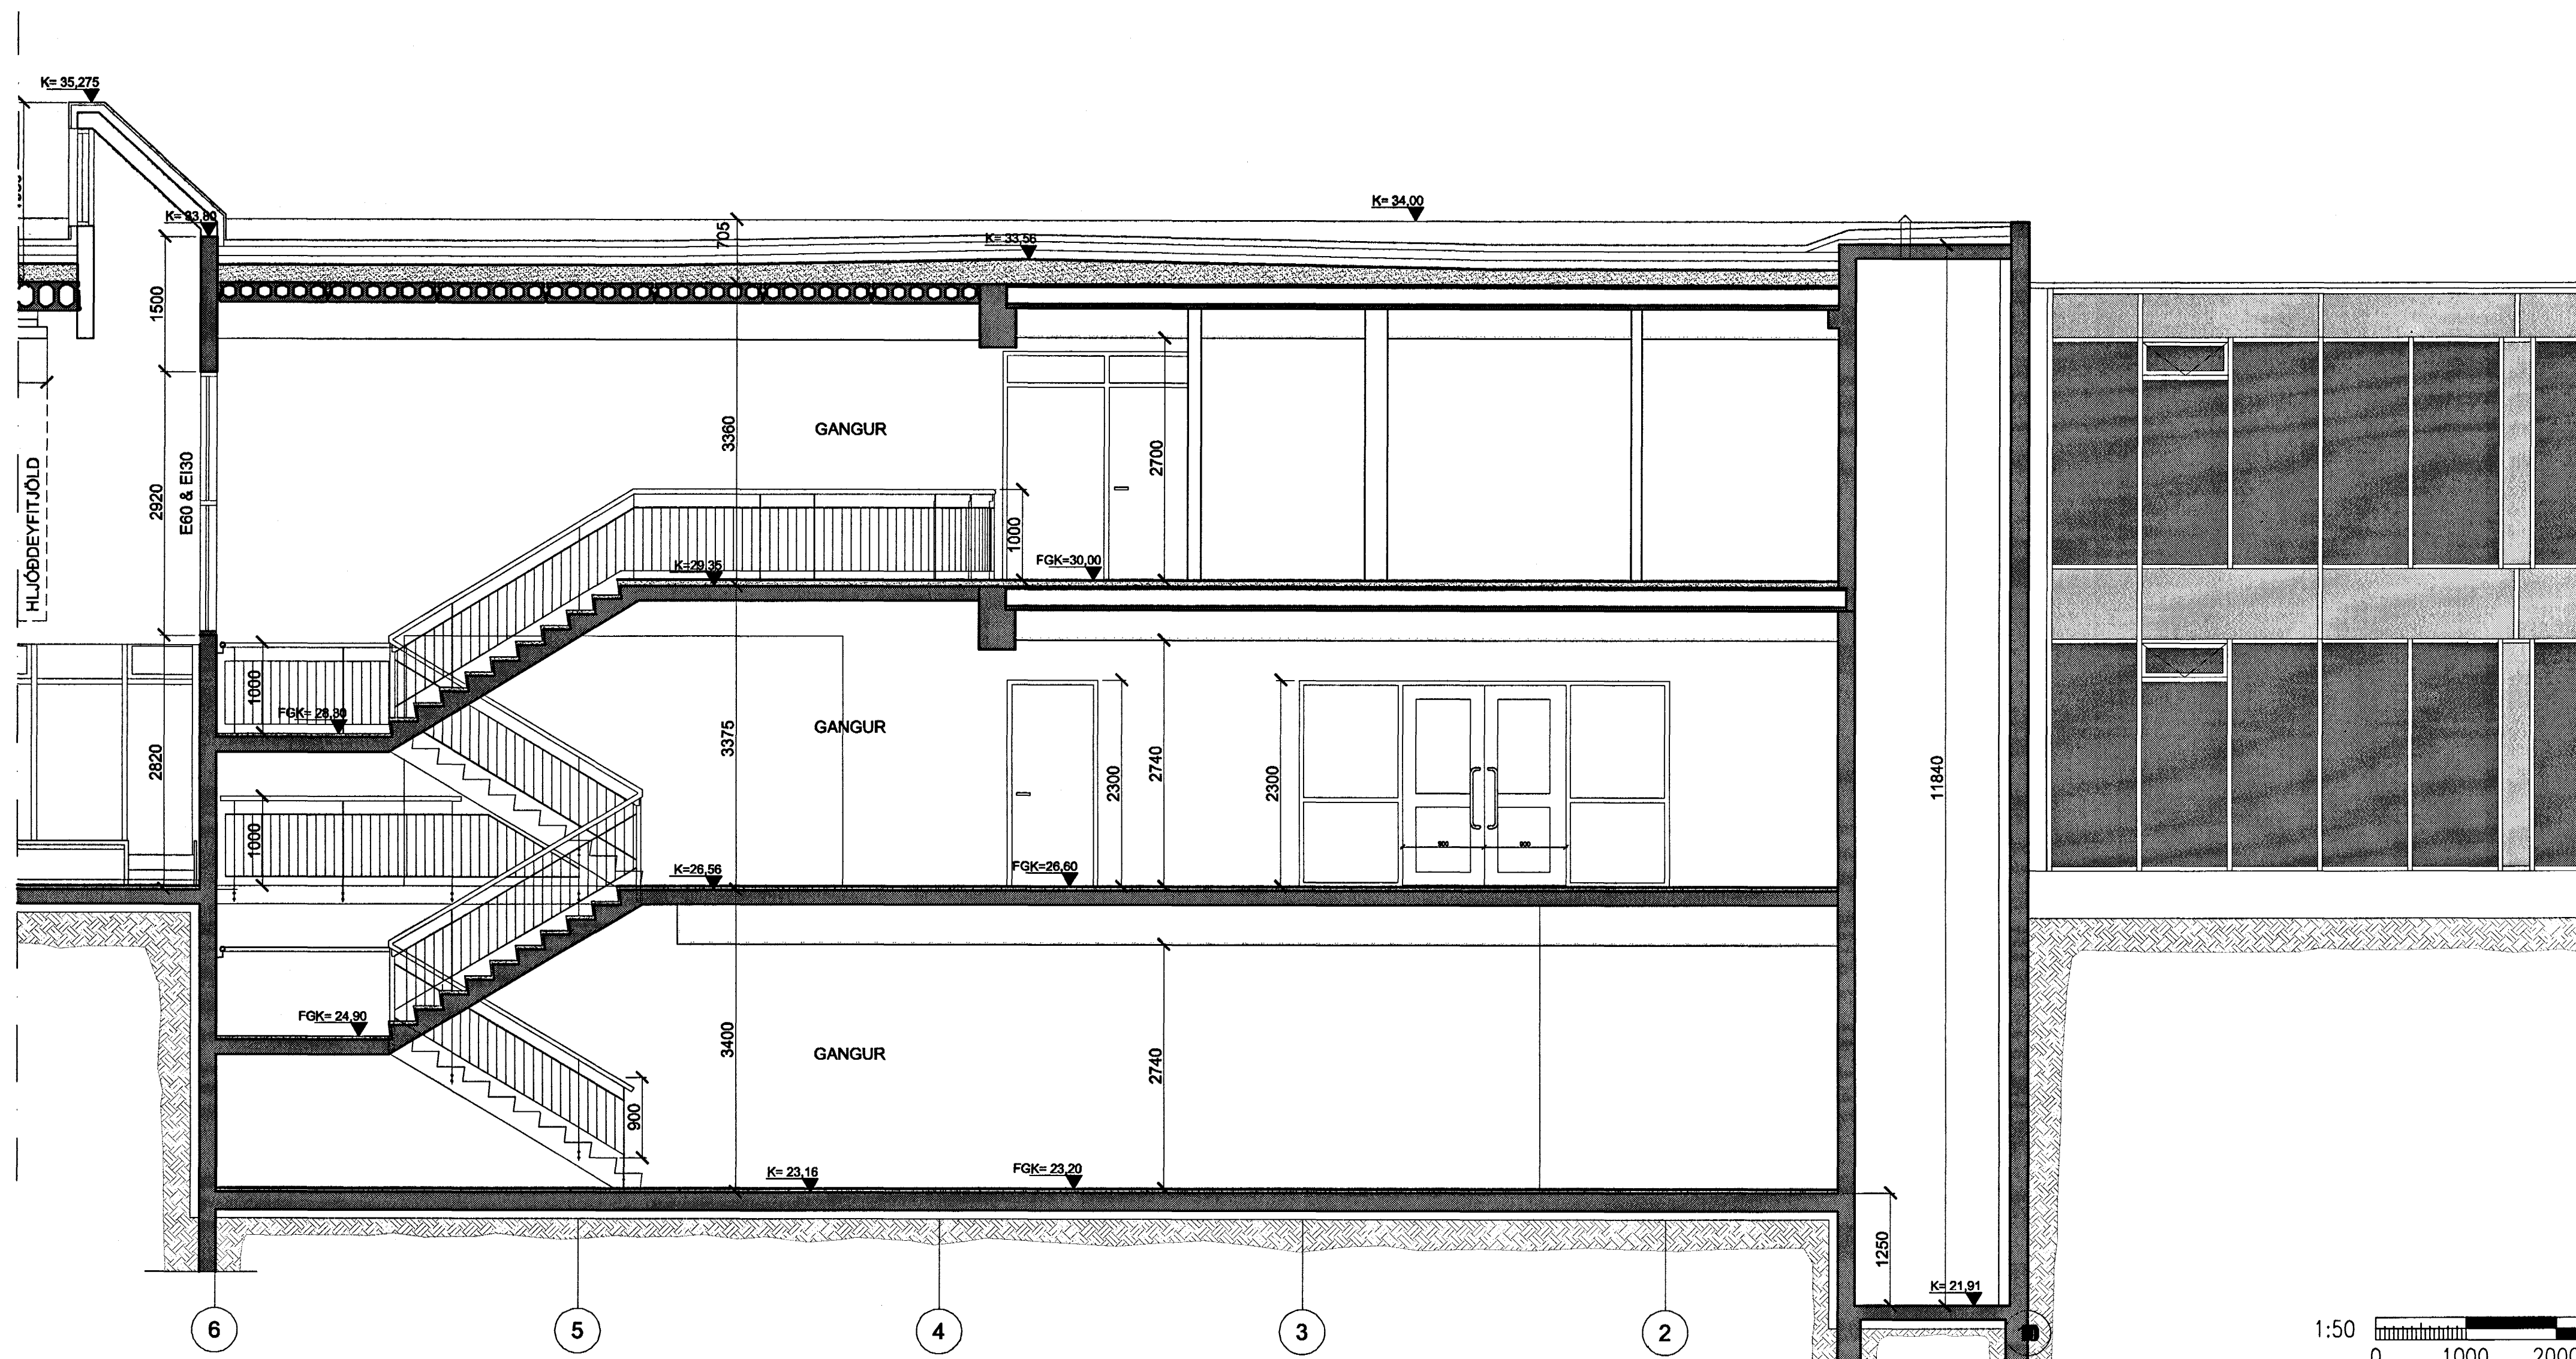 K= 35,275
K= 33,80
K= 34,00
705
K= 33,56
1500
GANGUR
3360
2700
2920
E60 & EI30
HLJÓÐDEYFITJÖLD
1000
K=29,35
FGK=30,00
1000
FGK= 28,30
GANGUR
3375
2300
2740
2300
11840
2820
1000
900
900
K=26,56
FGK=26,60
FGK= 24,90
GANGUR
3400
2740
900
K= 23,16
FGK= 23,20
1250
K= 21,91
6
5
4
3
2
1:50
0
1000
2000